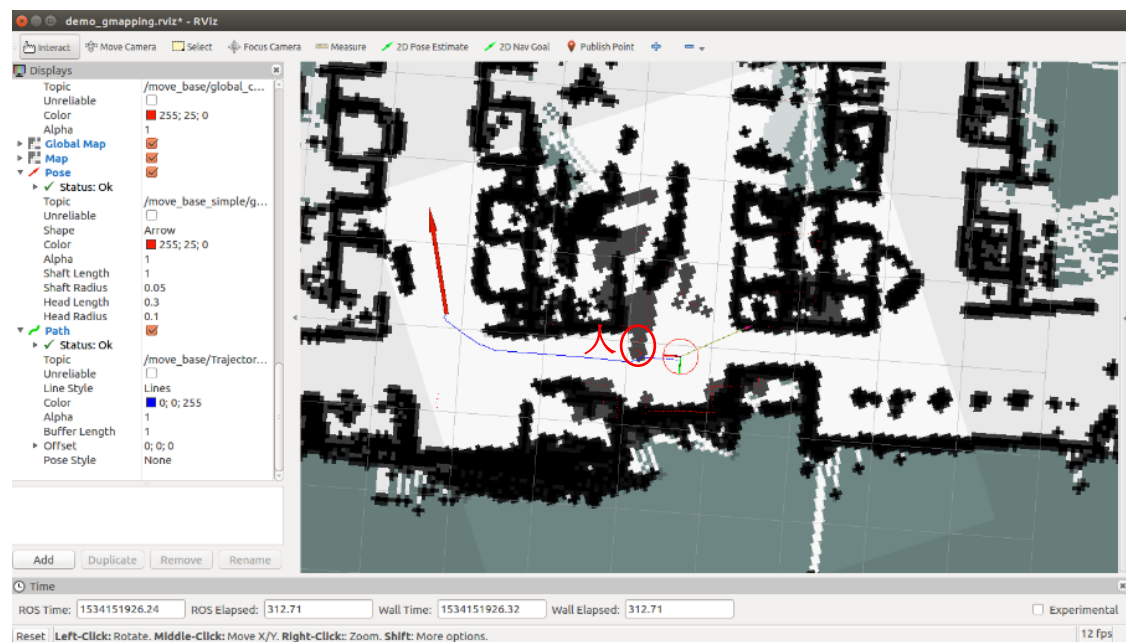 demo_gmapping.rviz* - RViz
Interact Move Camera Select Focus Camera Measure 2D Pose Estimate 2D Nav Goal Publish Point
Displays
Topic /move_base/global_c...
Unreliable
Color 255; 25; 0
Alpha 1
Global Map
Map
Pose
✓ Status: Ok
Topic /move_base_simple/g...
Unreliable
Shape Arrow
Color 255; 25; 0
Alpha 1
Shaft Length 1
Shaft Radius 0.05
Head Length 0.3
Head Radius 0.1
Path
✓ Status: Ok
Topic /move_base/Trajector...
Unreliable
Line Style Lines
Color 0; 0; 255
Alpha 1
Buffer Length 1
Offset 0; 0; 0
Pose Style None
人
Add Duplicate Remove Rename
Time
ROS Time: 1534151926.24 ROS Elapsed: 312.71 Wall Time: 1534151926.32 Wall Elapsed: 312.71 Experimental
Reset Left-Click: Rotate. Middle-Click: Move X/Y. Right-Click:: Zoom. Shift: More options. 12 fps